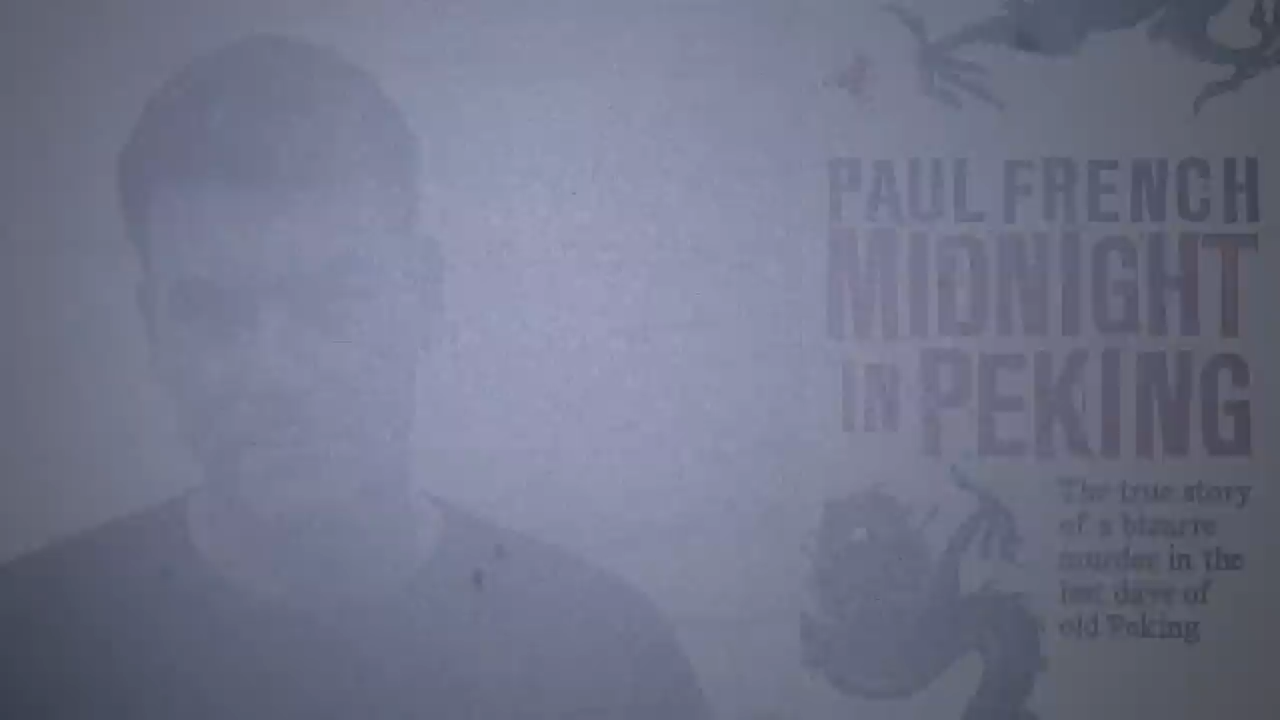 PAUL FRENCH
MIDNIGHT
IN PEKING
The true story
of a bizarre
murder in the
last days of
old Peking